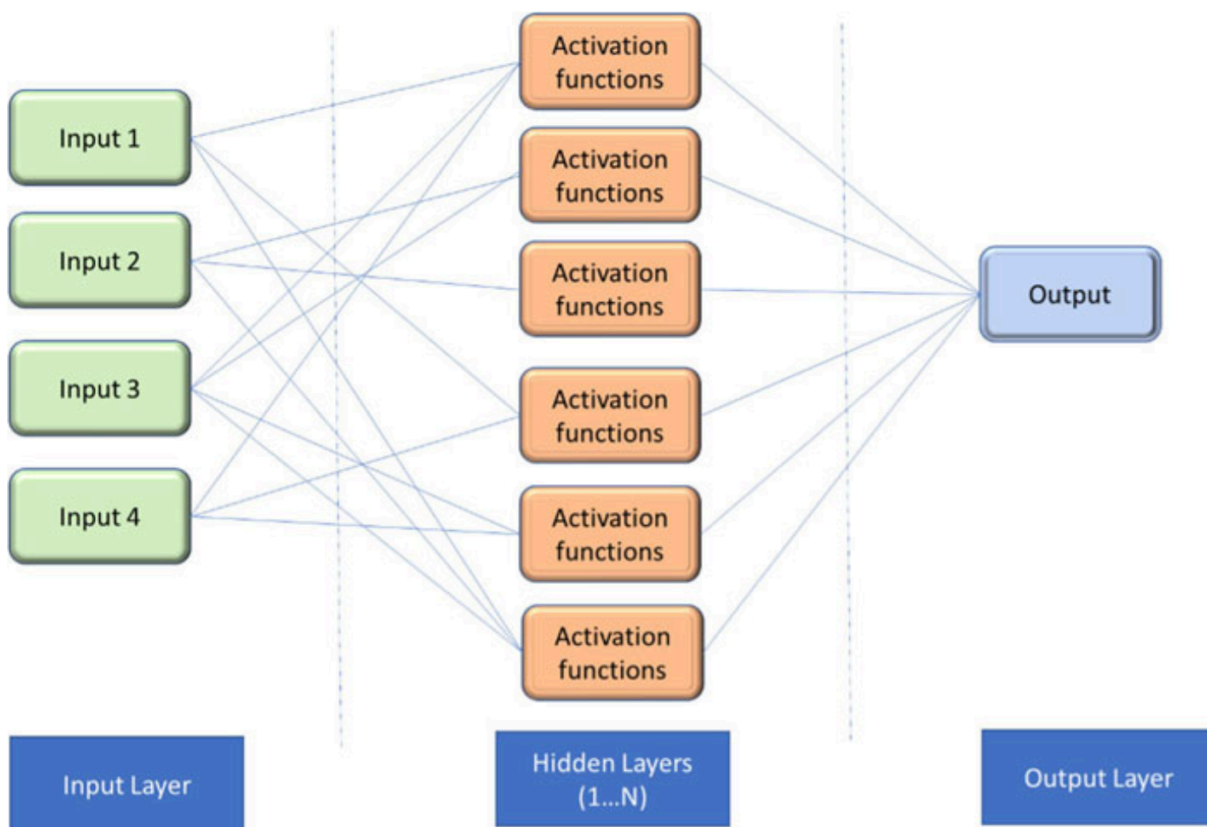 Input 1
Input 2
Input 3
Input 4
Activation
functions
Activation
functions
Activation
functions
Activation
functions
Activation
functions
Activation
functions
Output
Input Layer
Hidden Layers
(1...N)
Output Layer